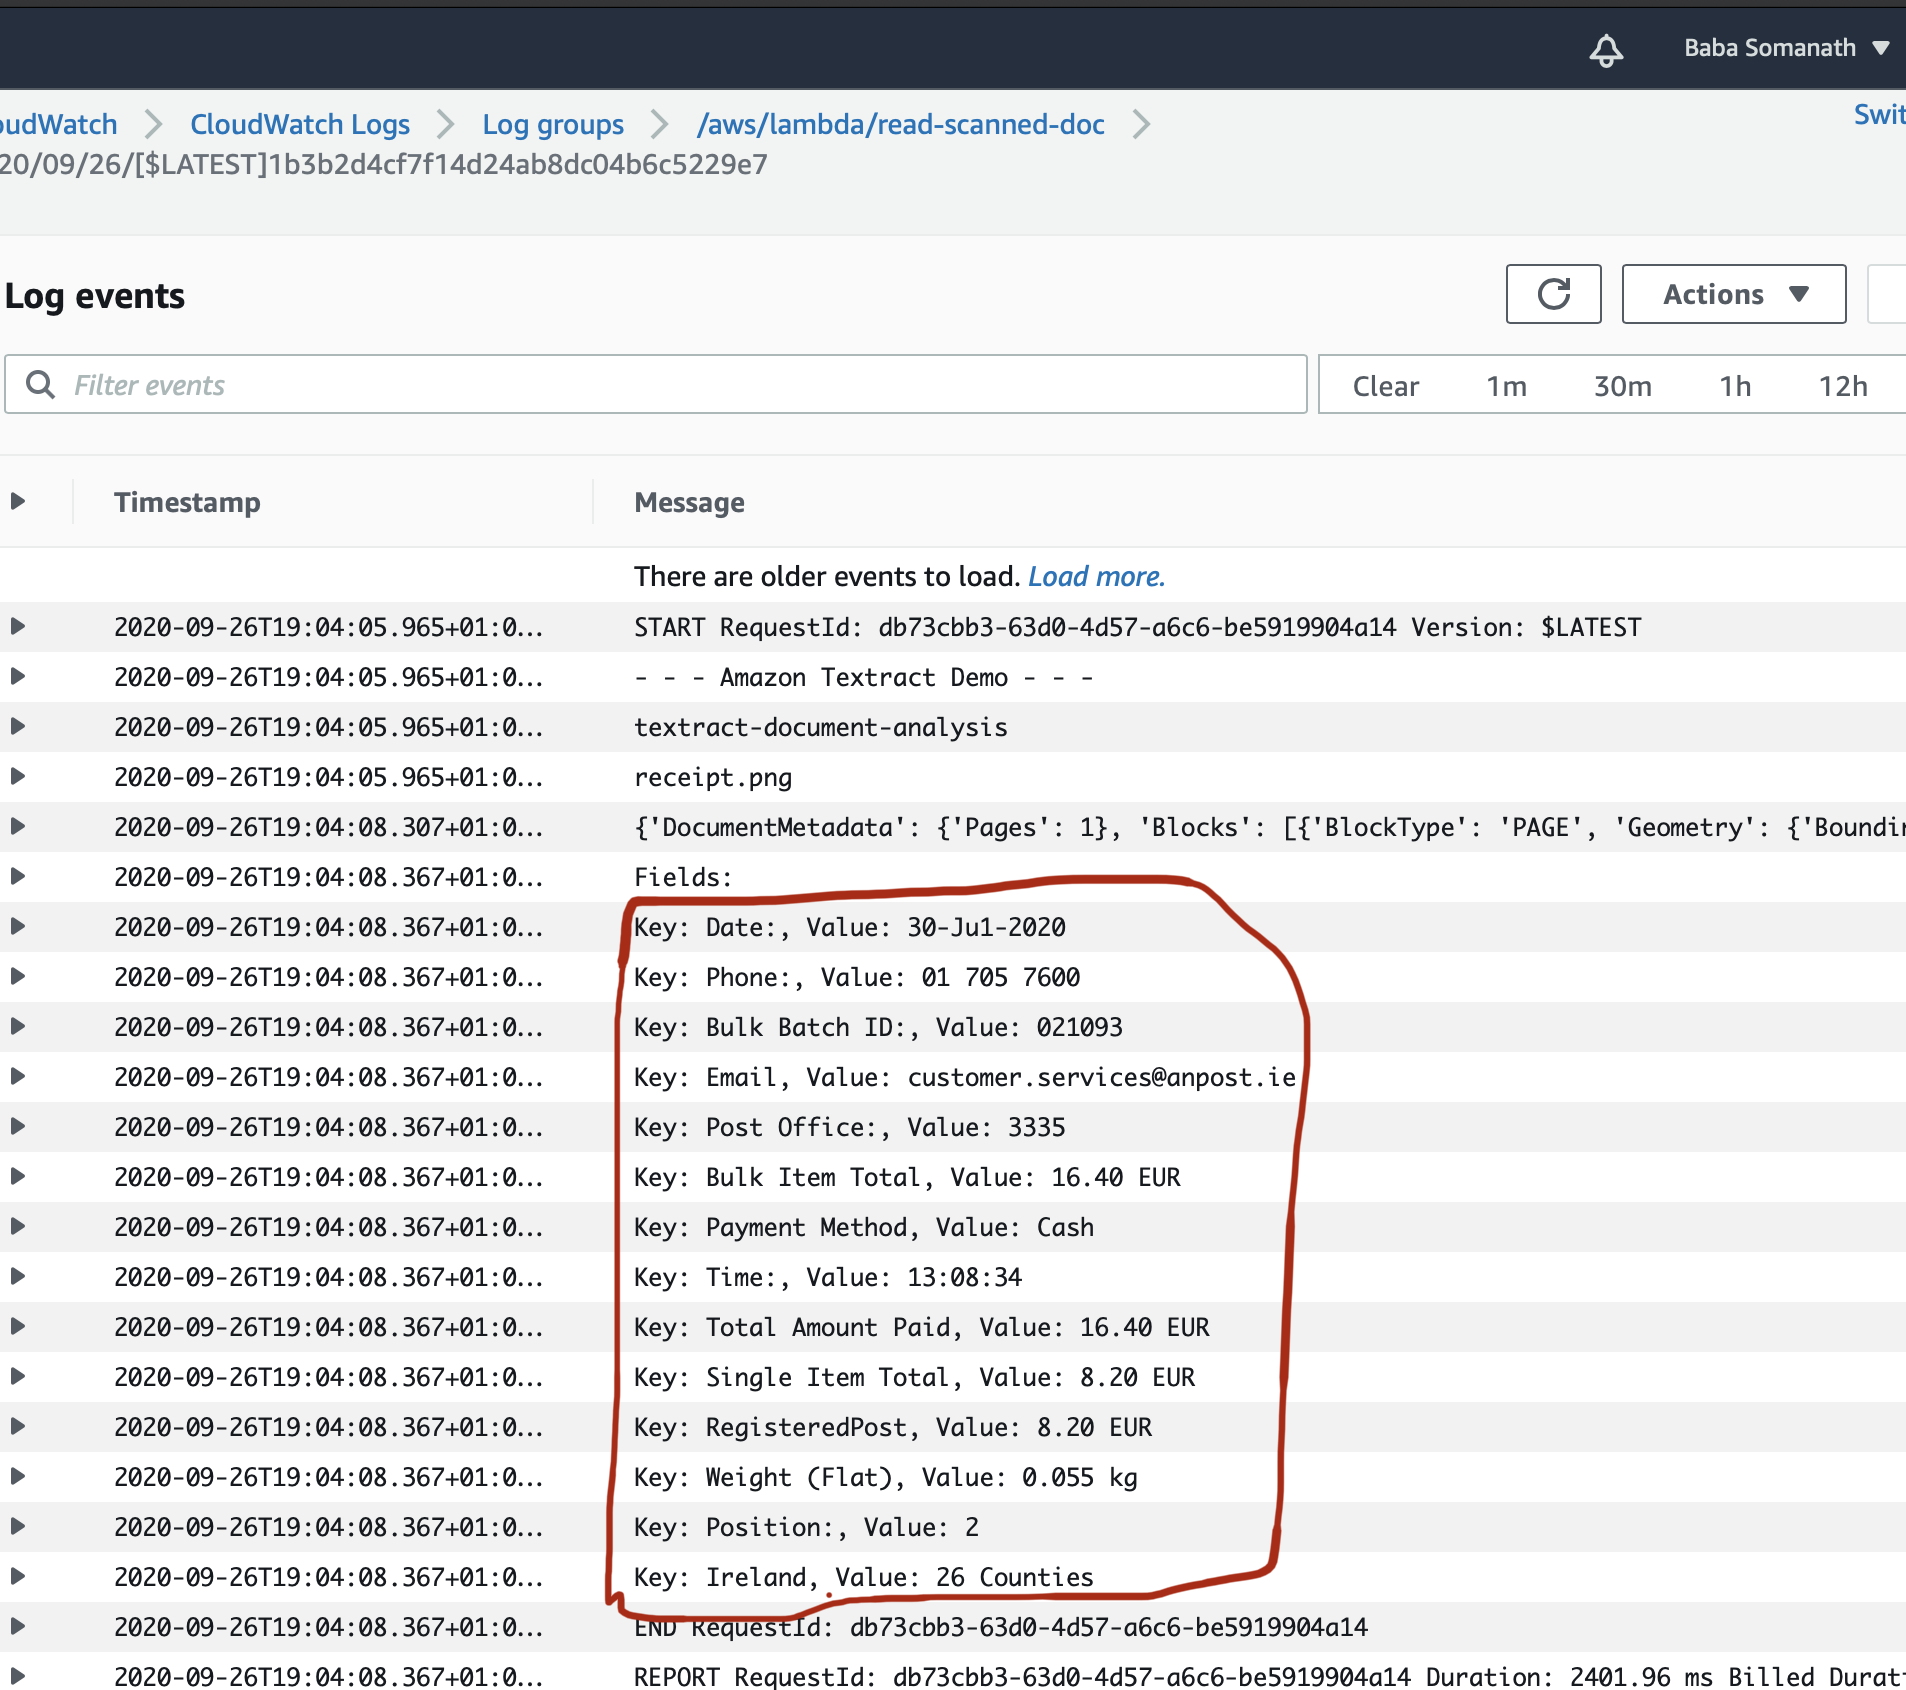 Baba Somanath
oudWatch CloudWatch Logs Log groups /aws/lambda/read-scanned-doc
Swit
20/09/26/[$LATEST]1b3b2d4cf7f14d24ab8dc04b6c5229e7
Log events
Actions
Filter events
Clear 1m 30m 1h 12h
Timestamp Message
There are older events to load. Load more.
2020-09-26T19:04:05.965+01:0... START RequestId: db73cbb3-63d0-4d57-a6c6-be5919904a14 Version: $LATEST
2020-09-26T19:04:05.965+01:0... - - - Amazon Textract Demo - - -
2020-09-26T19:04:05.965+01:0... textract-document-analysis
2020-09-26T19:04:05.965+01:0... receipt.png
2020-09-26T19:04:08.307+01:0... {'DocumentMetadata': {'Pages': 1}, 'Blocks': [{'BlockType': 'PAGE', 'Geometry': {'Boundin
2020-09-26T19:04:08.367+01:0... Fields:
2020-09-26T19:04:08.367+01:0... Key: Date:, Value: 30-Ju1-2020
2020-09-26T19:04:08.367+01:0... Key: Phone:, Value: 01 705 7600
2020-09-26T19:04:08.367+01:0... Key: Bulk Batch ID:, Value: 021093
2020-09-26T19:04:08.367+01:0... Key: Email, Value: customer.services@anpost.ie
2020-09-26T19:04:08.367+01:0... Key: Post Office:, Value: 3335
2020-09-26T19:04:08.367+01:0... Key: Bulk Item Total, Value: 16.40 EUR
2020-09-26T19:04:08.367+01:0... Key: Payment Method, Value: Cash
2020-09-26T19:04:08.367+01:0... Key: Time:, Value: 13:08:34
2020-09-26T19:04:08.367+01:0... Key: Total Amount Paid, Value: 16.40 EUR
2020-09-26T19:04:08.367+01:0... Key: Single Item Total, Value: 8.20 EUR
2020-09-26T19:04:08.367+01:0... Key: RegisteredPost, Value: 8.20 EUR
2020-09-26T19:04:08.367+01:0... Key: Weight (Flat), Value: 0.055 kg
2020-09-26T19:04:08.367+01:0... Key: Position:, Value: 2
2020-09-26T19:04:08.367+01:0... Key: Ireland, Value: 26 Counties
2020-09-26T19:04:08.367+01:0... END RequestId: db73cbb3-63d0-4d57-a6c6-be5919904a14
2020-09-26T19:04:08.367+01:0... REPORT RequestId: db73cbb3-63d0-4d57-a6c6-be5919904a14 Duration: 2401.96 ms Billed Durat